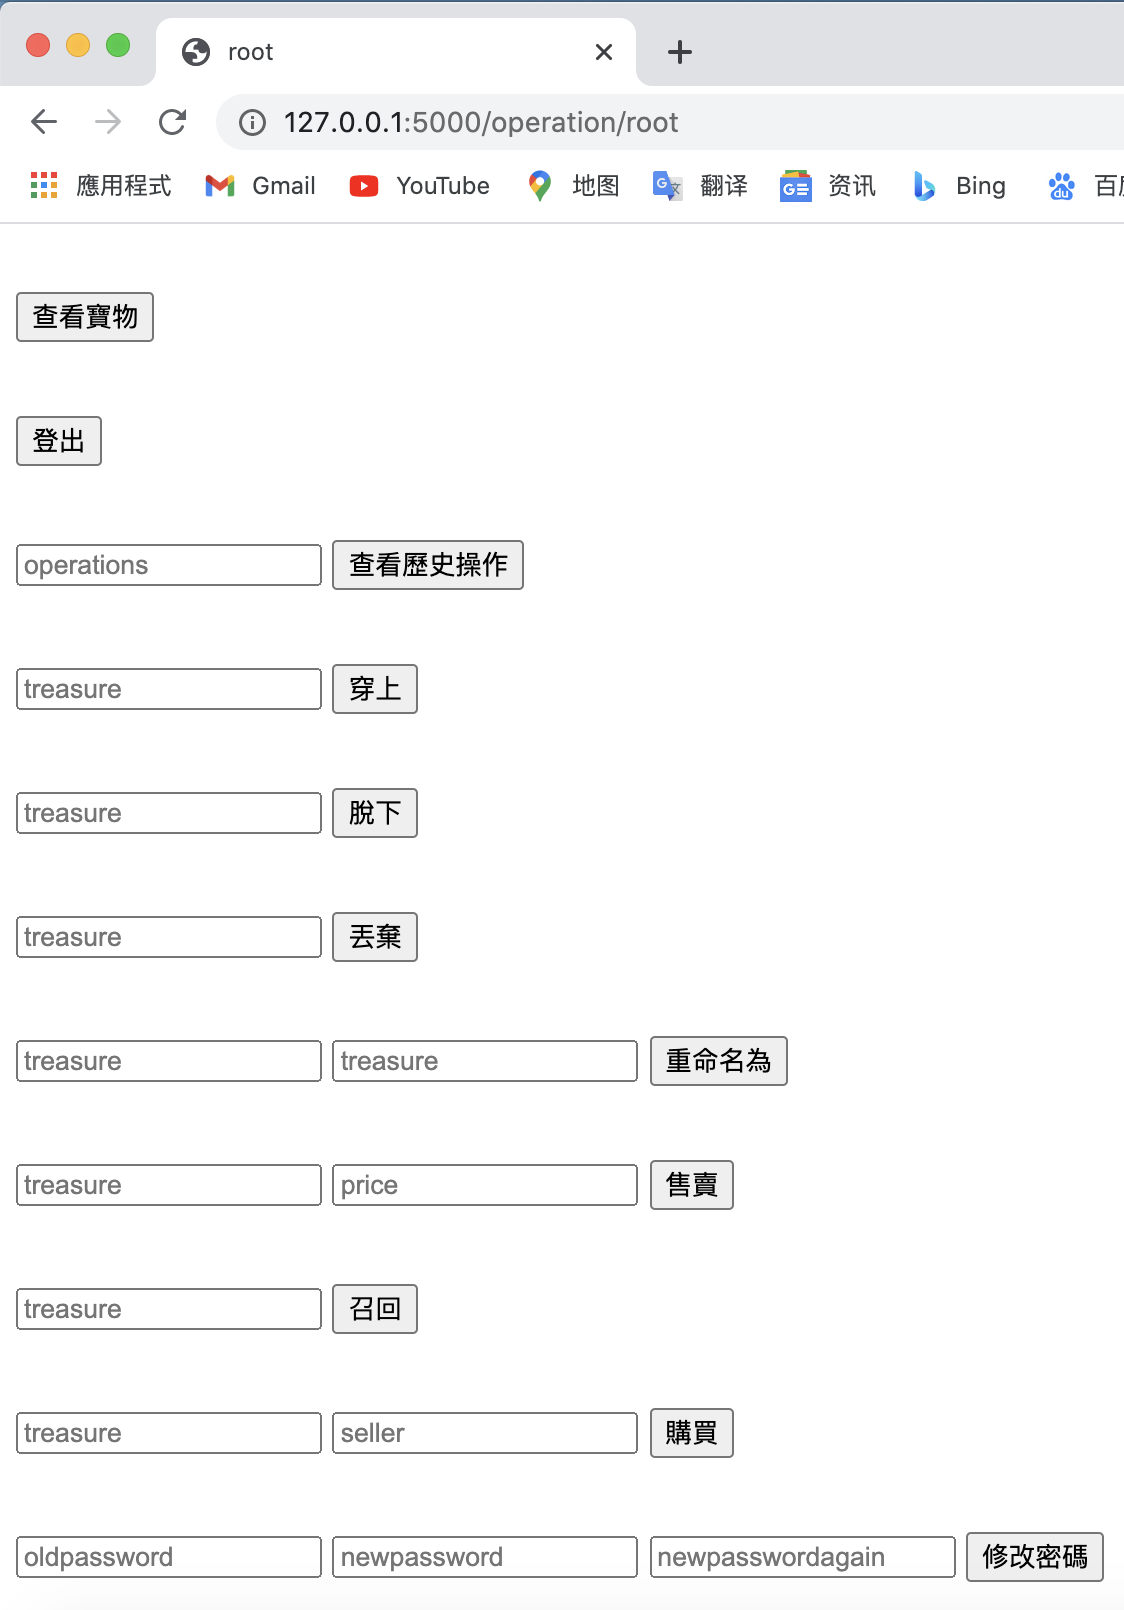 root
127.0.0.1:5000/operation/root
應用程式 Gmail YouTube 地图 翻译 资讯 Bing
查看寶物
登出
operations 查看歷史操作
treasure 穿上
treasure 脫下
treasure 丟棄
treasure treasure 重命名為
treasure price 售賣
treasure 召回
treasure seller 購買
oldpassword newpassword newpasswordagain 修改密碼